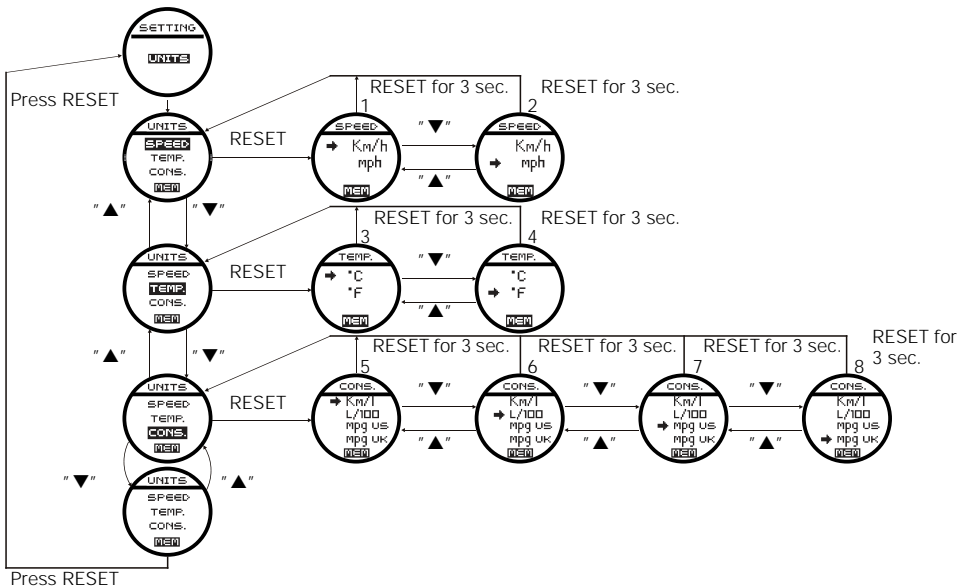 SETTING
UNITS
Press RESET
RESET for 3 sec.
RESET for 3 sec.
1
2
UNITS
SPEED
TEMP.
CONS.
MEM
RESET
SPEED
➡ Km/h
mph
MEM
"▼"
"▲"
SPEED
Km/h
➡ mph
MEM
"▲"
"▼"
RESET for 3 sec.
RESET for 3 sec.
3
4
UNITS
SPEED
TEMP.
CONS.
MEM
RESET
TEMP.
➡ °C
°F
MEM
"▼"
"▲"
TEMP.
°C
➡ °F
MEM
"▲"
"▼"
RESET for 3 sec.
RESET for 3 sec.
RESET for 3 sec.
RESET for
3 sec.
5
6
7
8
UNITS
SPEED
TEMP.
CONS.
MEM
RESET
CONS.
➡ Km/l
L/100
mpg US
mpg UK
MEM
"▼"
"▲"
CONS.
Km/l
➡ L/100
mpg US
mpg UK
MEM
"▼"
"▲"
CONS.
Km/l
L/100
➡ mpg US
mpg UK
MEM
"▼"
"▲"
CONS.
Km/l
L/100
mpg US
➡ mpg UK
MEM
"▼"
"▲"
UNITS
SPEED
TEMP.
CONS.
MEM
Press RESET